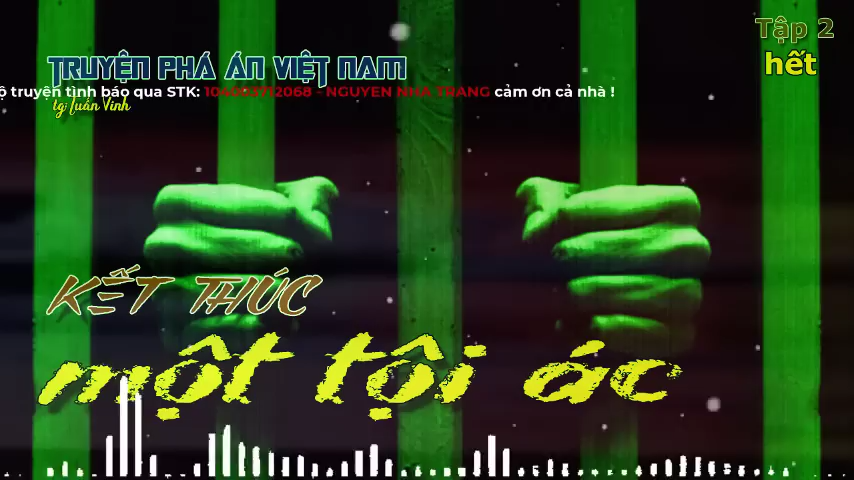 Tập 2
hết
TRUYỆN PHÁ ÁN VIỆT NAM
truyện tình báo qua STK: 104003712068 - NGUYEN NHA TRANG cảm ơn cả nhà !
tg: Tuấn Vinh
KẾT THÚC
một tội ác